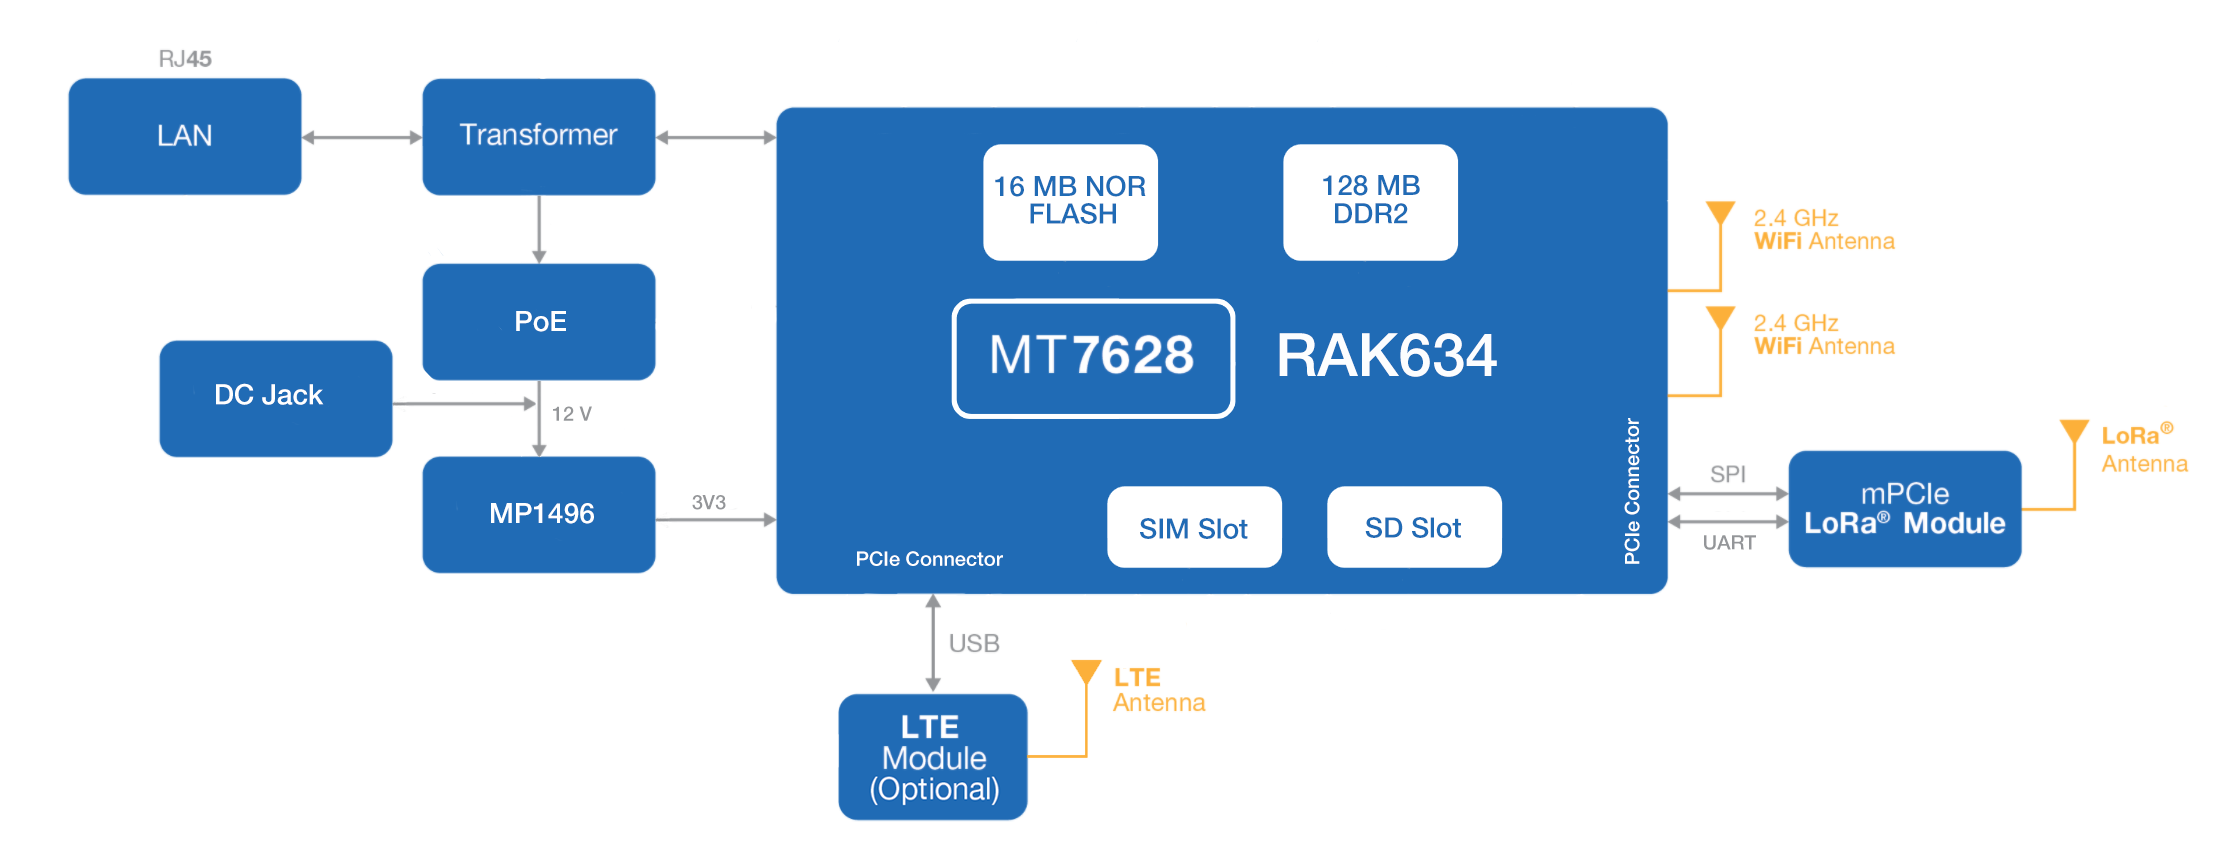 RJ45
LAN
Transformer
PoE
DC Jack
12 V
MP1496
3V3
16 MB NOR
FLASH
128 MB
DDR2
MT7628
RAK634
SIM Slot
SD Slot
PCIe Connector
PCIe Connector
2.4 GHz
WiFi Antenna
2.4 GHz
WiFi Antenna
SPI
UART
mPCIe
LoRa® Module
LoRa®
Antenna
USB
LTE
Module
(Optional)
LTE
Antenna